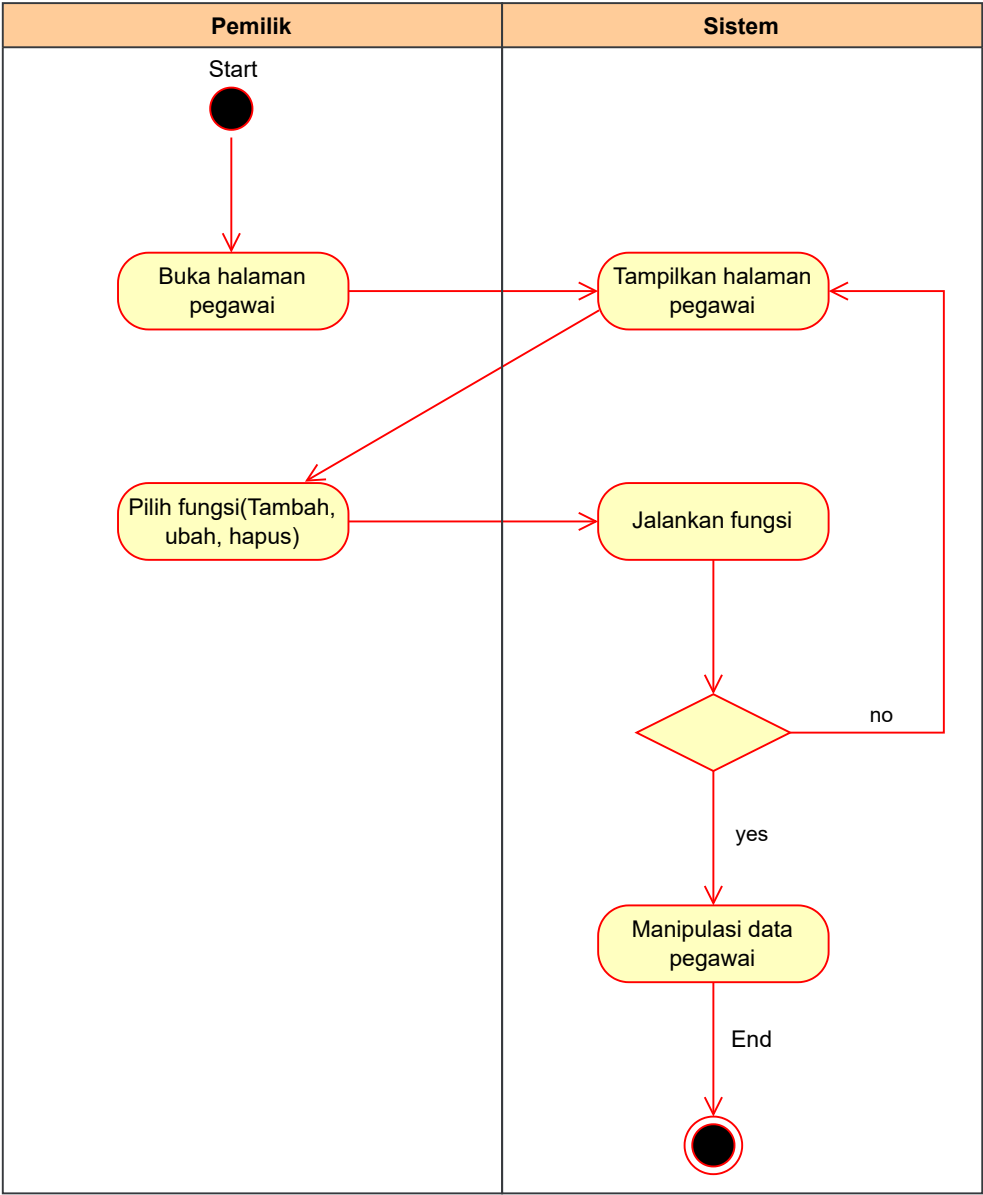 Pemilik
Sistem
Start
Buka halaman
pegawai
Tampilkan halaman
pegawai
Pilih fungsi(Tambah,
ubah, hapus)
Jalankan fungsi
no
yes
Manipulasi data
pegawai
End